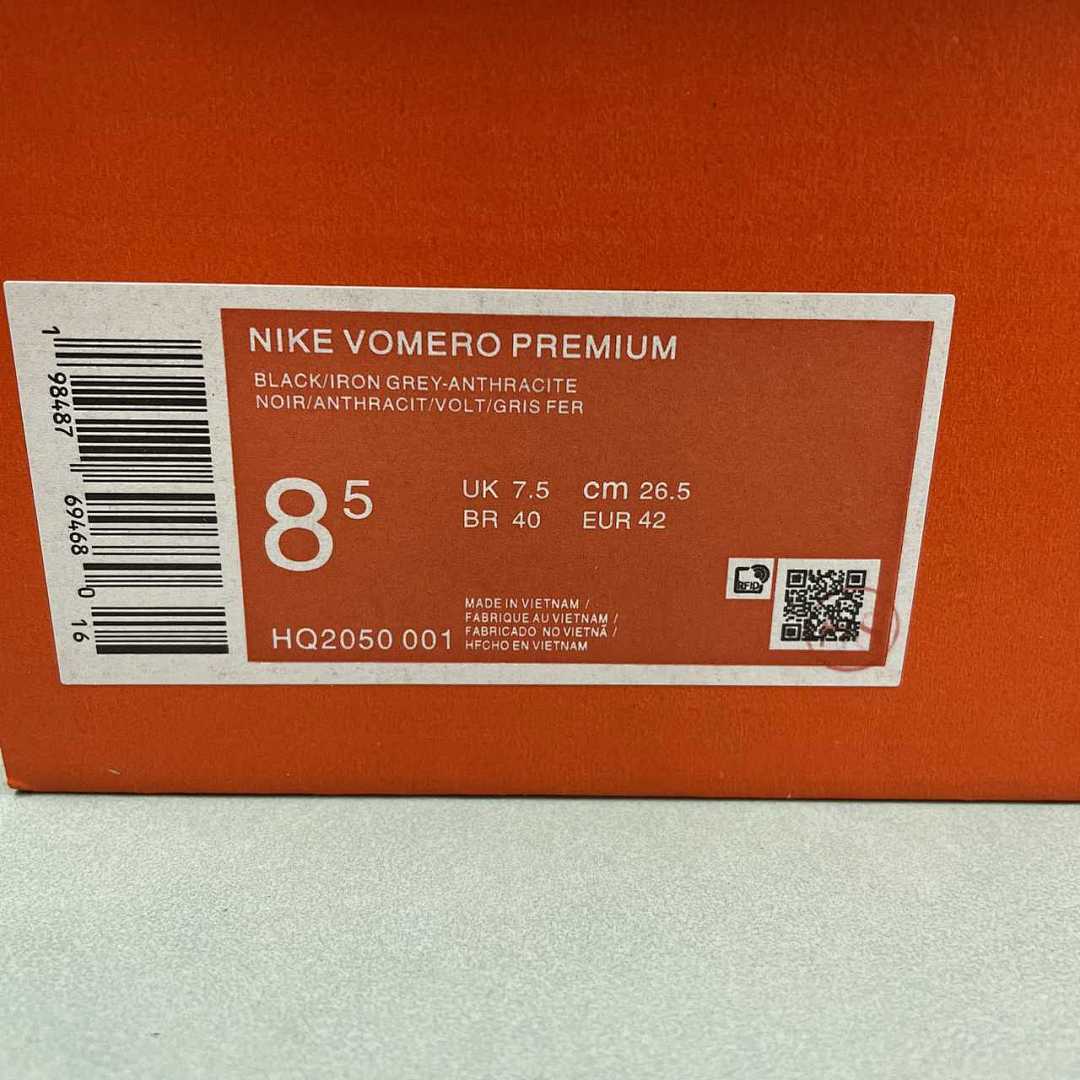 NIKE VOMERO PREMIUM
BLACK/IRON GREY-ANTHRACITE
NOIR/ANTHRACIT/VOLT/GRIS FER
8 5
UK 7.5 cm 26.5
BR 40 EUR 42
HQ2050 001
MADE IN VIETNAM /
FABRIQUE AU VIETNAM /
FABRICADO NO VIETNÃ /
HFCHO EN VIETNAM
RFID
1 98487 69468 0 16